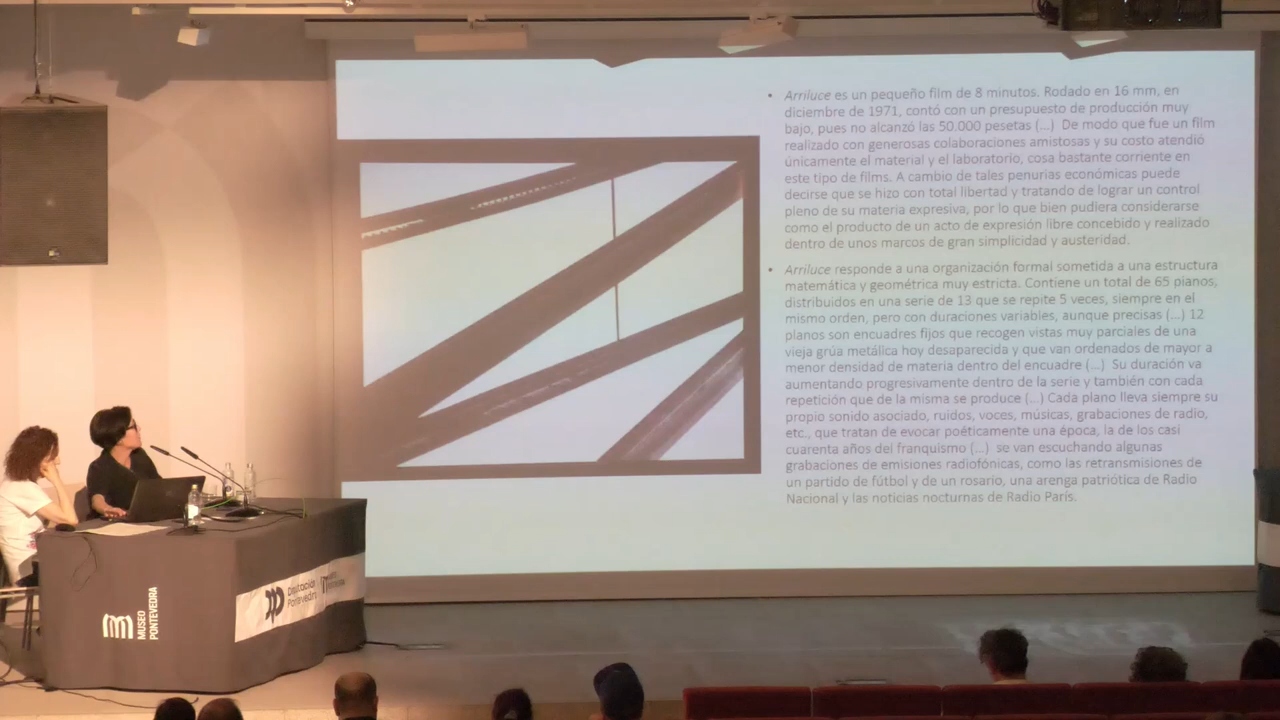 • Arriluce es un pequeño film de 8 minutos. Rodado en 16 mm, en
diciembre de 1971, contó con un presupuesto de producción muy
bajo, pues no alcanzó las 50.000 pesetas (...) De modo que fue un film
realizado con generosas colaboraciones amistosas y su costo atendió
únicamente el material y el laboratorio, cosa bastante corriente en
este tipo de films. A cambio de tales penurias económicas puede
decirse que se hizo con total libertad y tratando de lograr un control
pleno de su materia expresiva, por lo que bien pudiera considerarse
como el producto de un acto de expresión libre concebido y realizado
dentro de unos marcos de gran simplicidad y austeridad.
• Arriluce responde a una organización formal sometida a una estructura
matemática y geométrica muy estricta. Contiene un total de 65 planos,
distribuidos en una serie de 13 que se repite 5 veces, siempre en el
mismo orden, pero con duraciones variables, aunque precisas (...) 12
planos son encuadres fijos que recogen vistas muy parciales de una
vieja grúa metálica hoy desaparecida y que van ordenados de mayor a
menor densidad de materia dentro del encuadre (...) Su duración va
aumentando progresivamente dentro de la serie y también con cada
repetición que de la misma se produce (...) Cada plano lleva siempre su
propio sonido asociado, ruidos, voces, músicas, grabaciones de radio,
etc., que tratan de evocar poéticamente una época, la de los casi
cuarenta años del franquismo (...) se van escuchando algunas
grabaciones de emisiones radiofónicas, como las retransmisiones de
un partido de fútbol y de un rosario, una arenga patriótica de Radio
Nacional y las noticias nocturnas de Radio París.
MUSEO
PONTEVEDRA
Diputación
Pontevedra